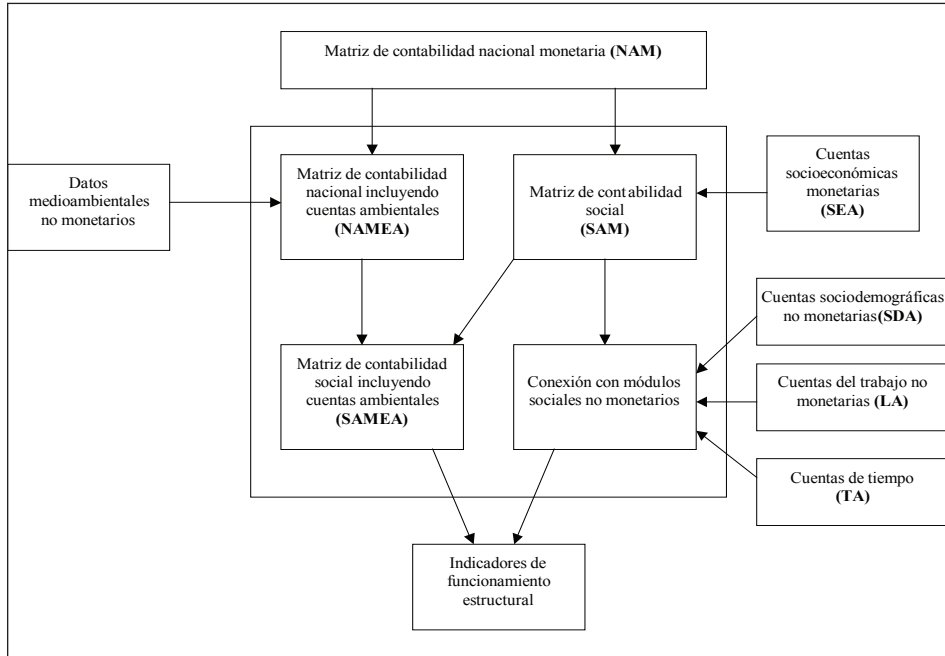 Matriz de contabilidad nacional monetaria (NAM)
Datos
medioambientales
no monetarios
Matriz de contabilidad
nacional incluyendo
cuentas ambientales
(NAMEA)
Matriz de contabilidad
social
(SAM)
Cuentas
socioeconómicas
monetarias
(SEA)
Matriz de contabilidad
social incluyendo
cuentas ambientales
(SAMEA)
Conexión con módulos
sociales no monetarios
Cuentas sociodemográficas
no monetarias(SDA)
Cuentas del trabajo no
monetarias (LA)
Cuentas de tiempo
(TA)
Indicadores de
funcionamiento
estructural